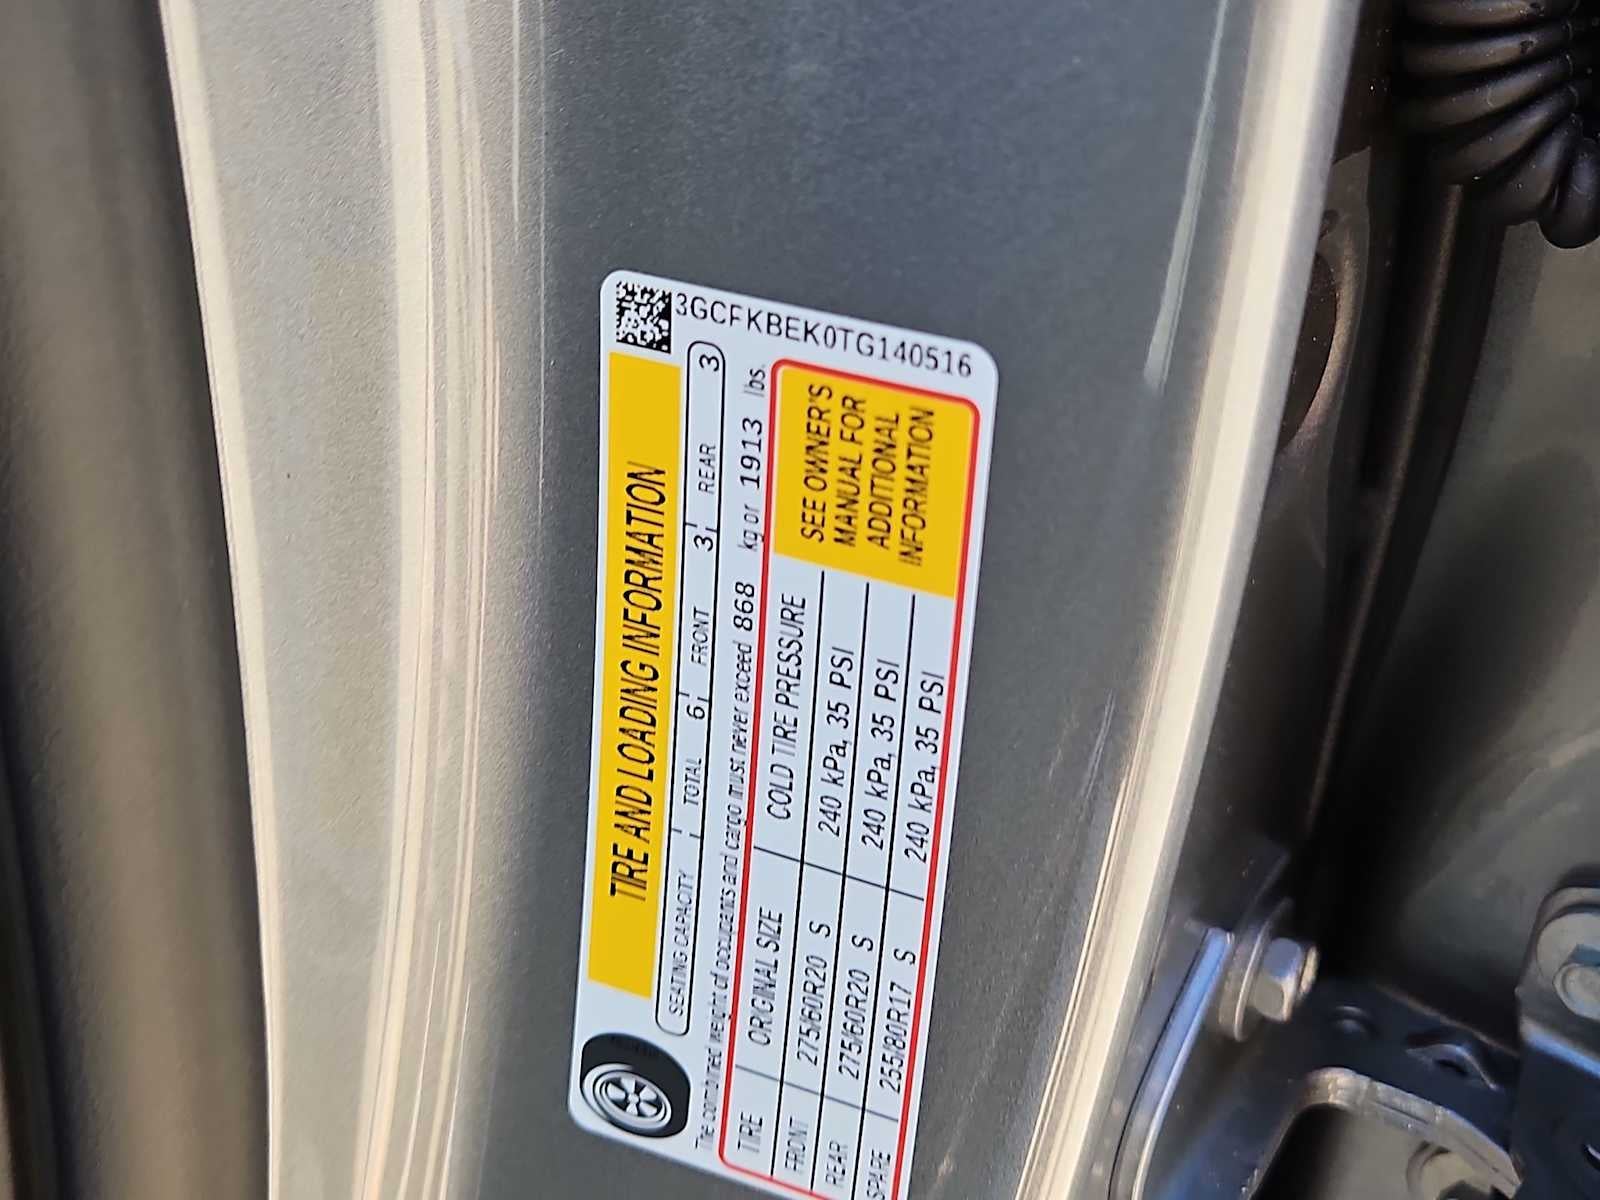 3GCFKBEK0TG140516
TIRE AND LOADING INFORMATION
SEATING CAPACITY TOTAL 6 FRONT 3 REAR 3
The combined weight of occupants and cargo must never exceed 868 kg or 1913 lbs.
TIRE ORIGINAL SIZE COLD TIRE PRESSURE
FRONT 275/60R20 S 240 kPa, 35 PSI
REAR 275/60R20 S 240 kPa, 35 PSI
SPARE 255/80R17 S 240 kPa, 35 PSI
SEE OWNER'S
MANUAL FOR
ADDITIONAL
INFORMATION